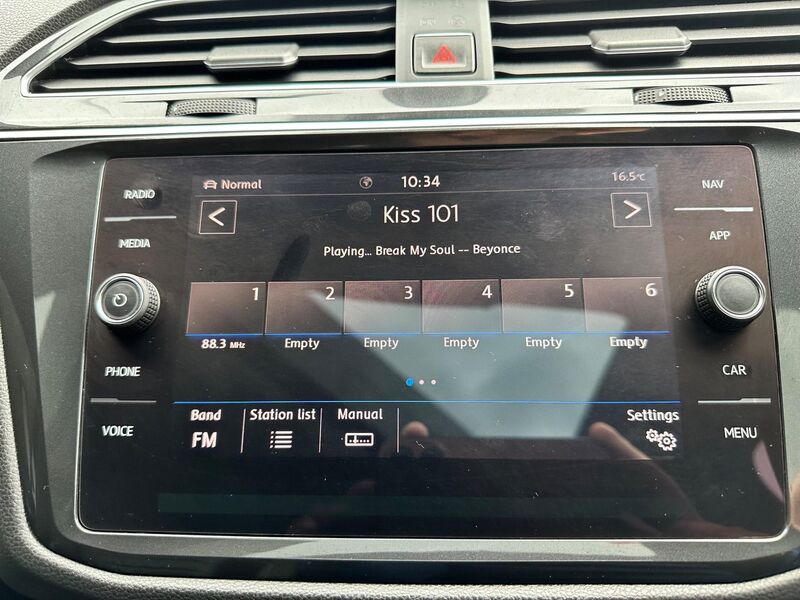 RADIO
MEDIA
PHONE
VOICE
Normal 10:34 16.5°C
< Kiss 101 >
Playing... Break My Soul -- Beyonce
1 2 3 4 5 6
88.3 MHz Empty Empty Empty Empty Empty
Band Station list Manual Settings
FM
NAV
APP
CAR
MENU